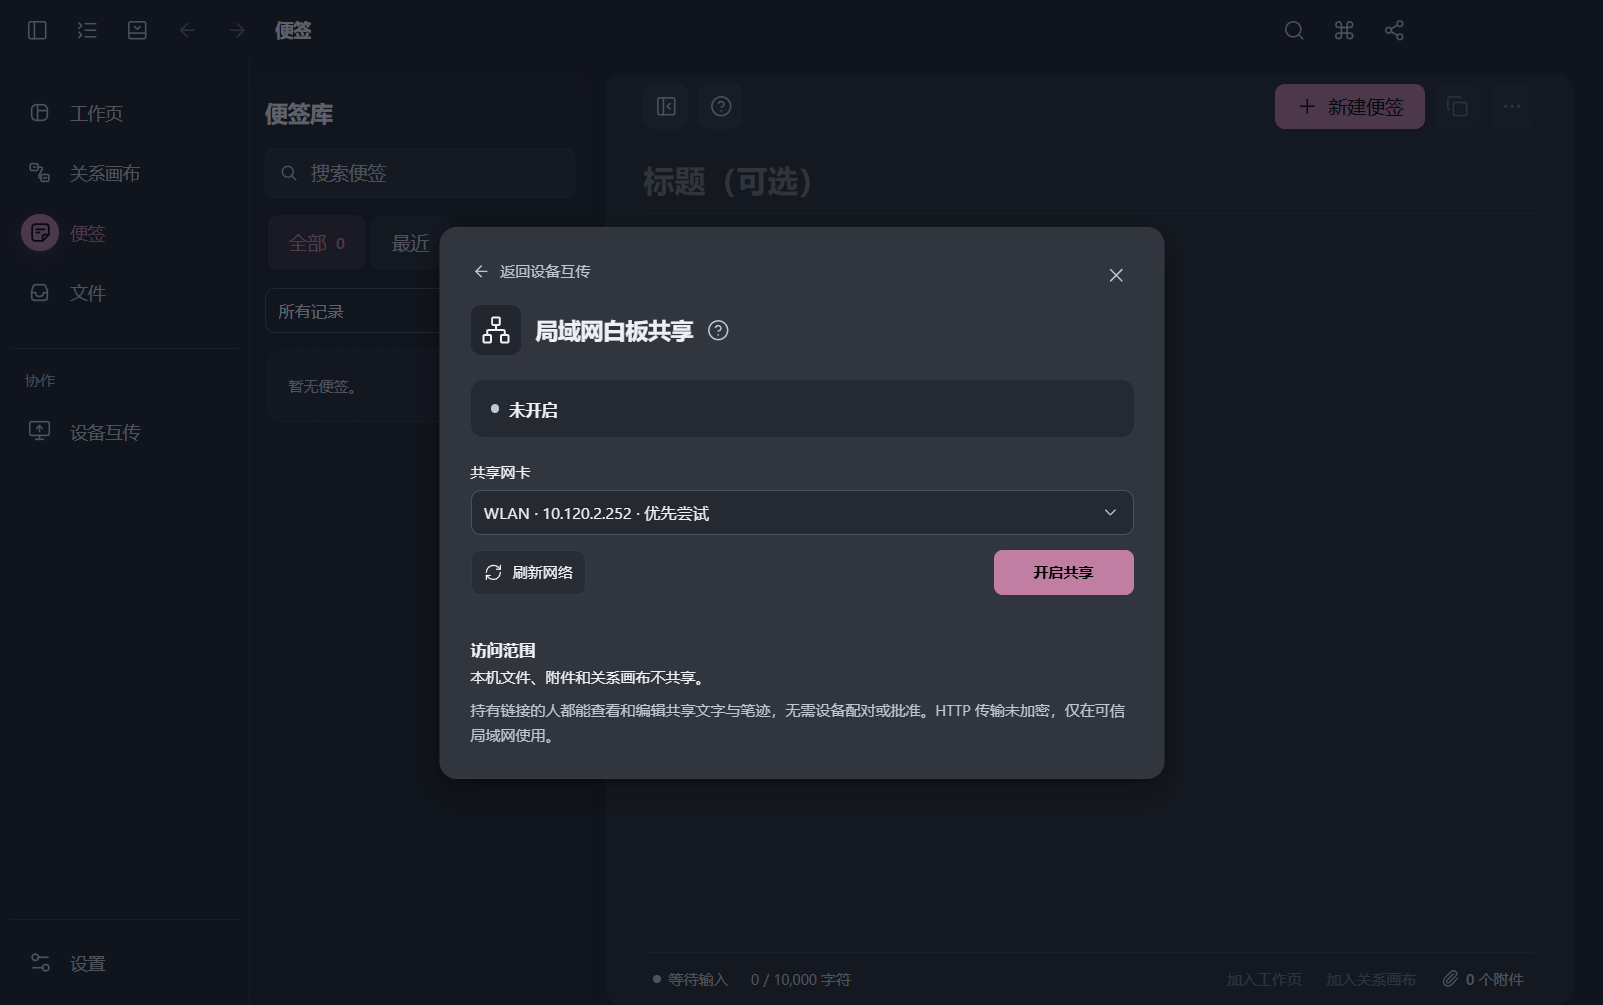 便签
工作页
关系画布
便签
文件
协作
设备互传
设置
便签库
搜索便签
全部 0
最近
所有记录
暂无便签。
新建便签
标题（可选）
返回设备互传
局域网白板共享
未开启
共享网卡
WLAN · 10.120.2.252 · 优先尝试
刷新网络
开启共享
访问范围
本机文件、附件和关系画布不共享。
持有链接的人都能查看和编辑共享文字与笔迹，无需设备配对或批准。HTTP 传输未加密，仅在可信
局域网使用。
等待输入
0 / 10,000 字符
加入工作页
加入关系画布
0 个附件